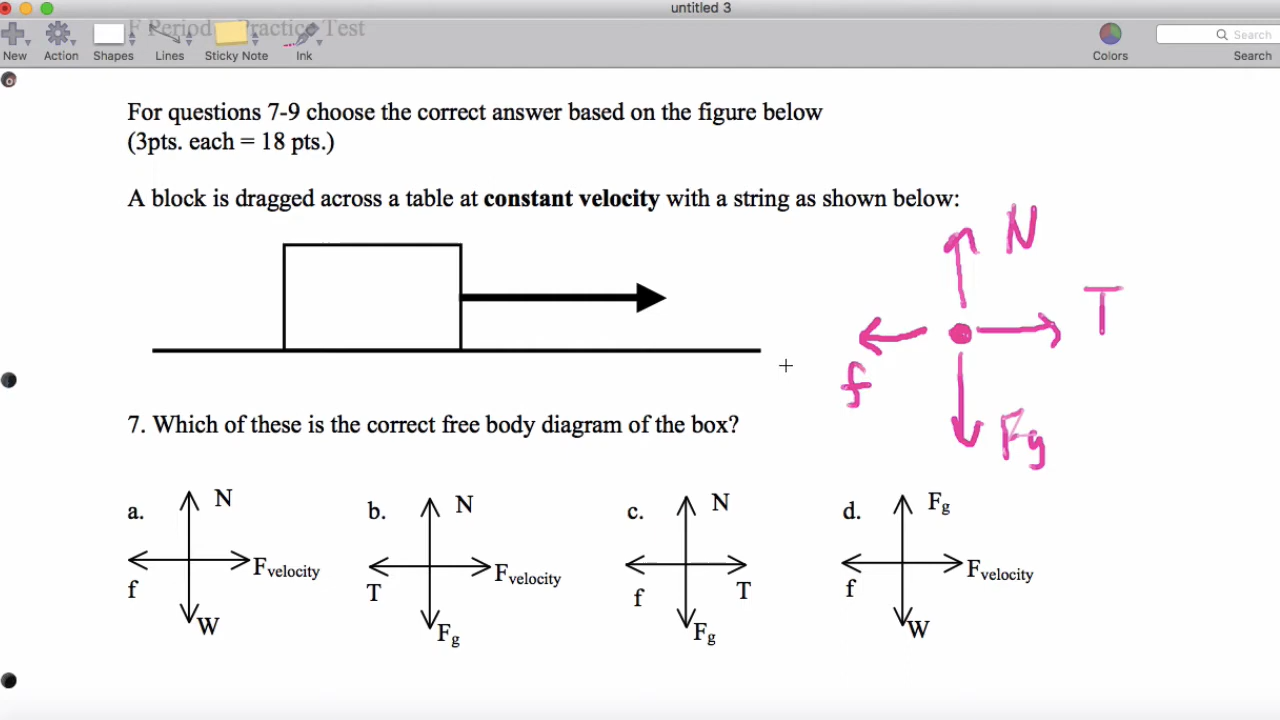 untitled 3
F Period Practice Test
New Action Shapes Lines Sticky Note Ink Colors Search
Search
For questions 7-9 choose the correct answer based on the figure below
(3pts. each = 18 pts.)
A block is dragged across a table at constant velocity with a string as shown below:
N
T
f
Fg
7. Which of these is the correct free body diagram of the box?
a. N
f Fvelocity
W
b. N
T Fvelocity
Fg
c. N
f T
Fg
d. Fg
f Fvelocity
W